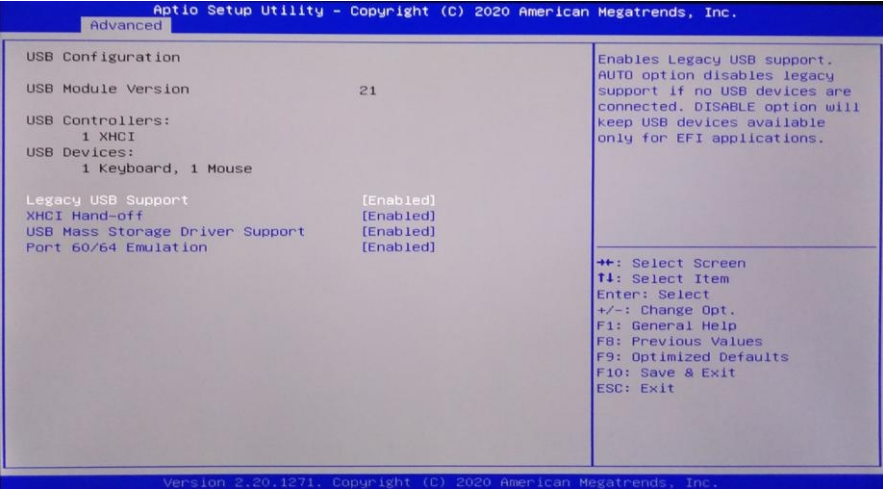 Aptio Setup Utility - Copyright (C) 2020 American Megatrends, Inc.
Advanced
USB Configuration
USB Module Version 21
USB Controllers:
1 XHCI
USB Devices:
1 Keyboard, 1 Mouse
Legacy USB Support [Enabled]
XHCI Hand-off [Enabled]
USB Mass Storage Driver Support [Enabled]
Port 60/64 Emulation [Enabled]
Enables Legacy USB support.
AUTO option disables legacy
support if no USB devices are
connected. DISABLE option will
keep USB devices available
only for EFI applications.
→←: Select Screen
↑↓: Select Item
Enter: Select
+/-: Change Opt.
F1: General Help
F8: Previous Values
F9: Optimized Defaults
F10: Save & Exit
ESC: Exit
Version 2.20.1271. Copyright (C) 2020 American Megatrends, Inc.